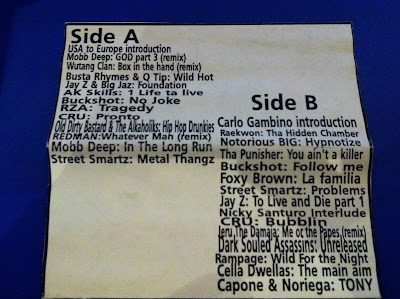 Side A
USA to Europe introduction
Mobb Deep: GOD part 3 (remix)
Wutang Clan: Box in the hand (remix)
Busta Rhymes & Q Tip: Wild Hot
Jay Z & Big Jaz: Foundation
AK Skills: 1 Life ta live
Buckshot: No Joke
RZA: Tragedy
CRU: Pronto
Old Dirty Bastard & The Alkaholiks: Hip Hop Drunkies
REDMAN:Whatever Man (remix)
Mobb Deep: In The Long Run
Street Smartz: Metal Thangz
Side B
Carlo Gambino introduction
Raekwon: Tha Hidden Chamber
Notorious BIG: Hypnotize
Tha Punisher: You ain't a killer
Buckshot: Follow me
Foxy Brown: La familia
Street Smartz: Problems
Jay Z: To Live and Die part 1
Nicky Santuro Interlude
CRU: Bubblin
Jeru The Damaja: Me or the Papes (remix)
Dark Souled Assassins: Unreleased
Rampage: Wild For the Night
Cella Dwellas: The main aim
Capone & Noriega: TONY